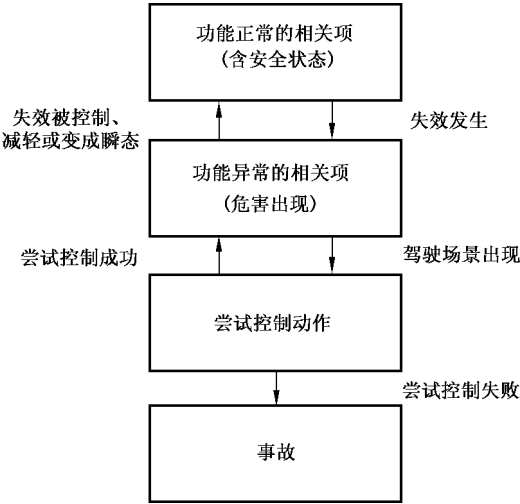 功能正常的相关项
(含安全状态)
失效被控制、
减轻或变成瞬态
失效发生
功能异常的相关项
(危害出现)
尝试控制成功
驾驶场景出现
尝试控制动作
尝试控制失败
事故